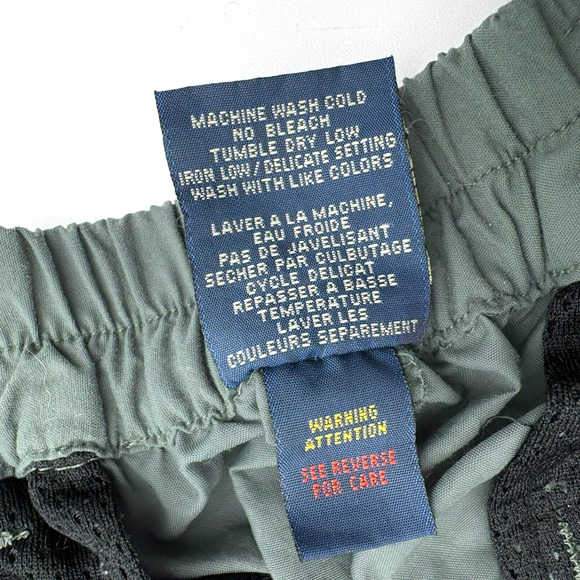 MACHINE WASH COLD
NO BLEACH
TUMBLE DRY LOW
IRON LOW/DELICATE SETTING
WASH WITH LIKE COLORS
LAVER A LA MACHINE,
EAU FROIDE
PAS DE JAVELISANT
SECHER PAR CULBUTAGE
CYCLE DELICAT
REPASSER A BASSE
TEMPERATURE
LAVER LES
COULEURS SEPAREMENT
WARNING
ATTENTION
SEE REVERSE
FOR CARE